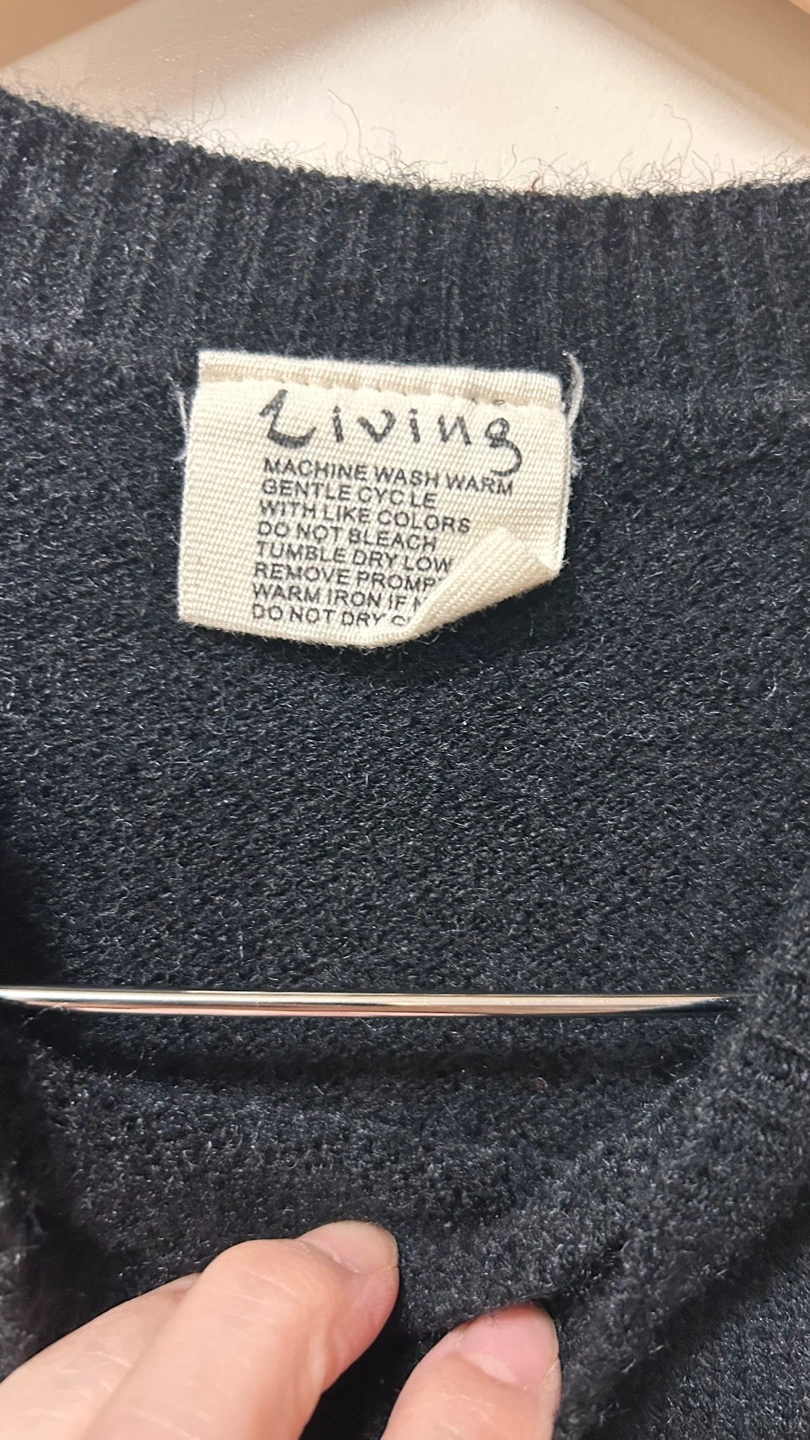 Living
MACHINE WASH WARM
GENTLE CYCLE
WITH LIKE COLORS
DO NOT BLEACH
TUMBLE DRY LOW
REMOVE
WARM IRON IF
DO NOT DRY